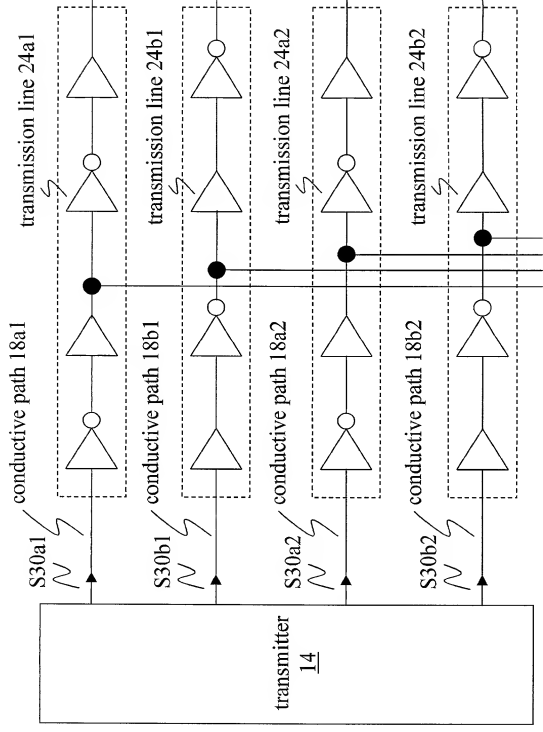 transmission line 24a1
transmission line 24b1
transmission line 24a2
transmission line 24b2
conductive path 18a1
conductive path 18b1
conductive path 18a2
conductive path 18b2
S30a1
S30b1
S30a2
S30b2
transmitter
14